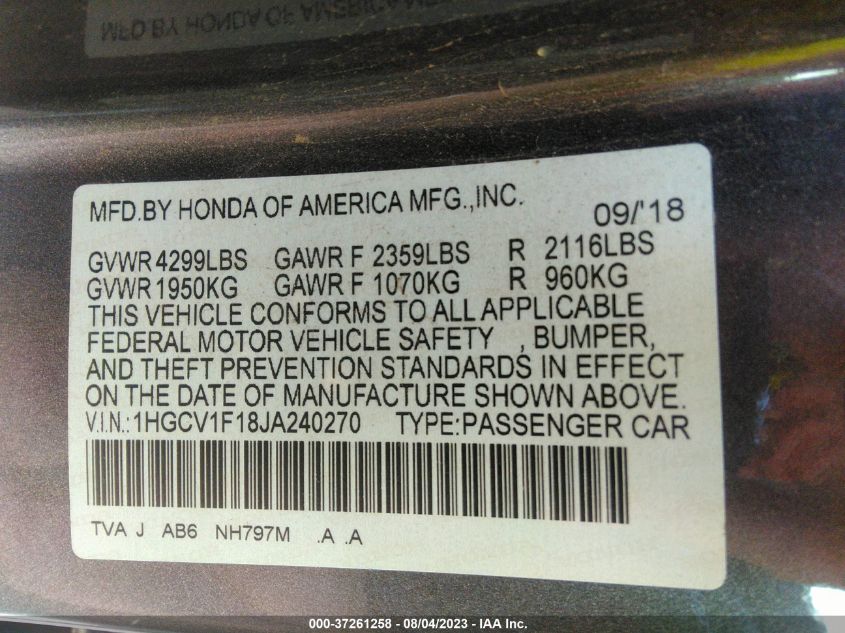 MFD.BY HONDA OF AMERICA MFG.,INC. 09/'18
GVWR 4299LBS GAWR F 2359LBS R 2116LBS
GVWR 1950KG GAWR F 1070KG R 960KG
THIS VEHICLE CONFORMS TO ALL APPLICABLE
FEDERAL MOTOR VEHICLE SAFETY , BUMPER,
AND THEFT PREVENTION STANDARDS IN EFFECT
ON THE DATE OF MANUFACTURE SHOWN ABOVE.
V.I.N.:1HGCV1F18JA240270 TYPE:PASSENGER CAR
TVA J AB6 NH797M .A .A
000-37261258 - 08/04/2023 - IAA Inc.